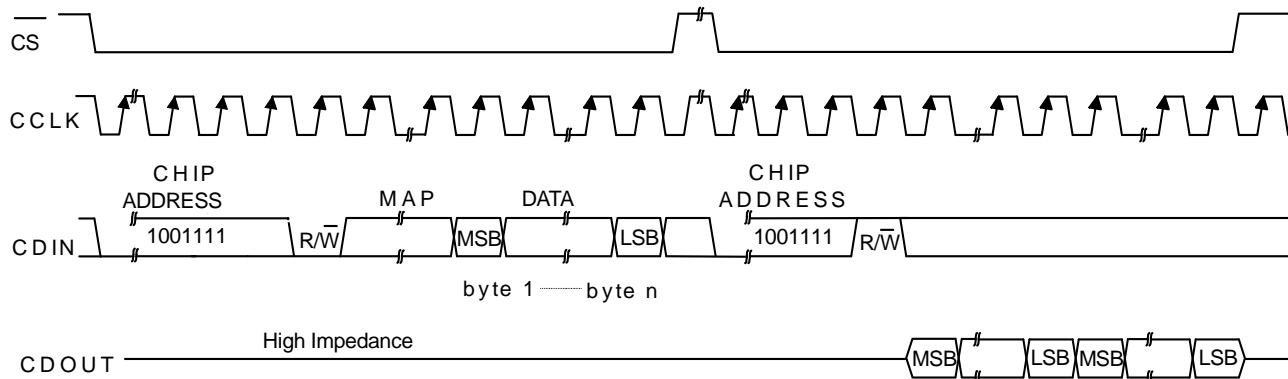 CS
CCLK
CHIP
ADDRESS
MAP
DATA
CHIP
ADDRESS
CDIN
1001111
R/W
MSB
LSB
1001111
R/W
byte 1
byte n
High Impedance
CDOUT
MSB
LSB
MSB
LSB